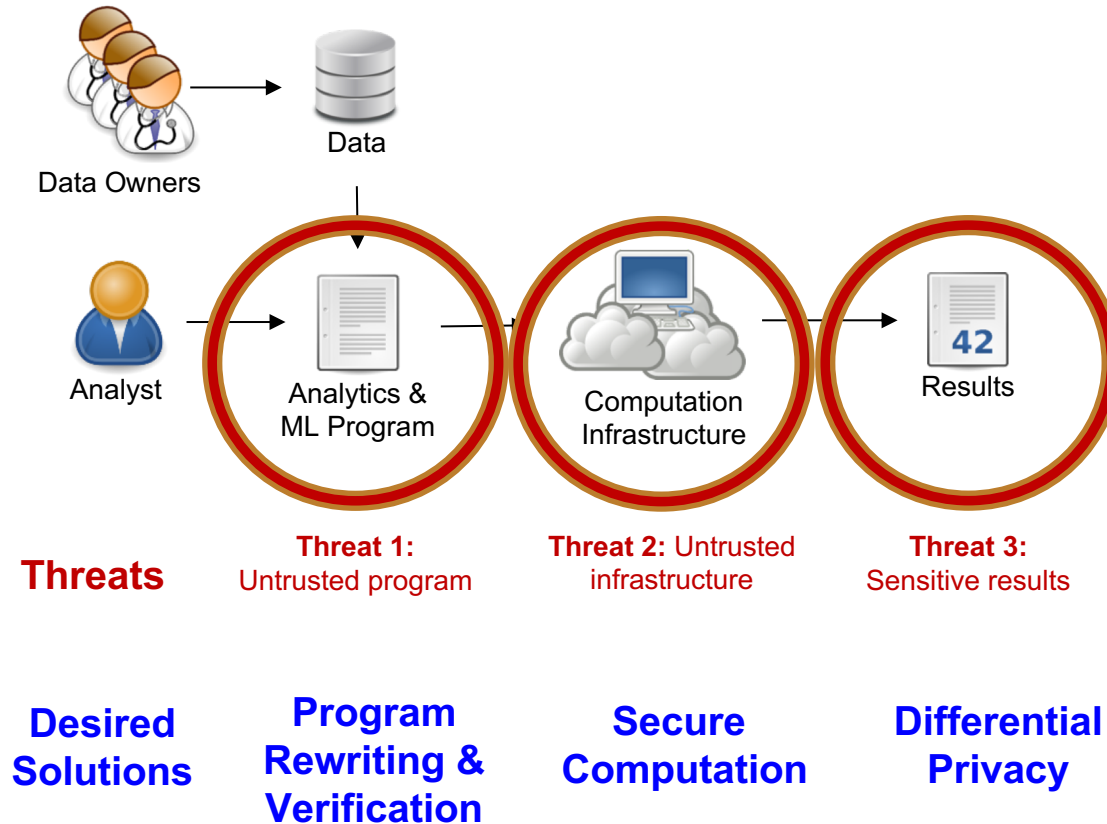 Data
Data Owners
42
Analyst
Analytics &
ML Program
Computation
Infrastructure
Results
Threats
Threat 1:
Untrusted program
Threat 2: Untrusted
infrastructure
Threat 3:
Sensitive results
Desired
Solutions
Program
Rewriting &
Verification
Secure
Computation
Differential
Privacy